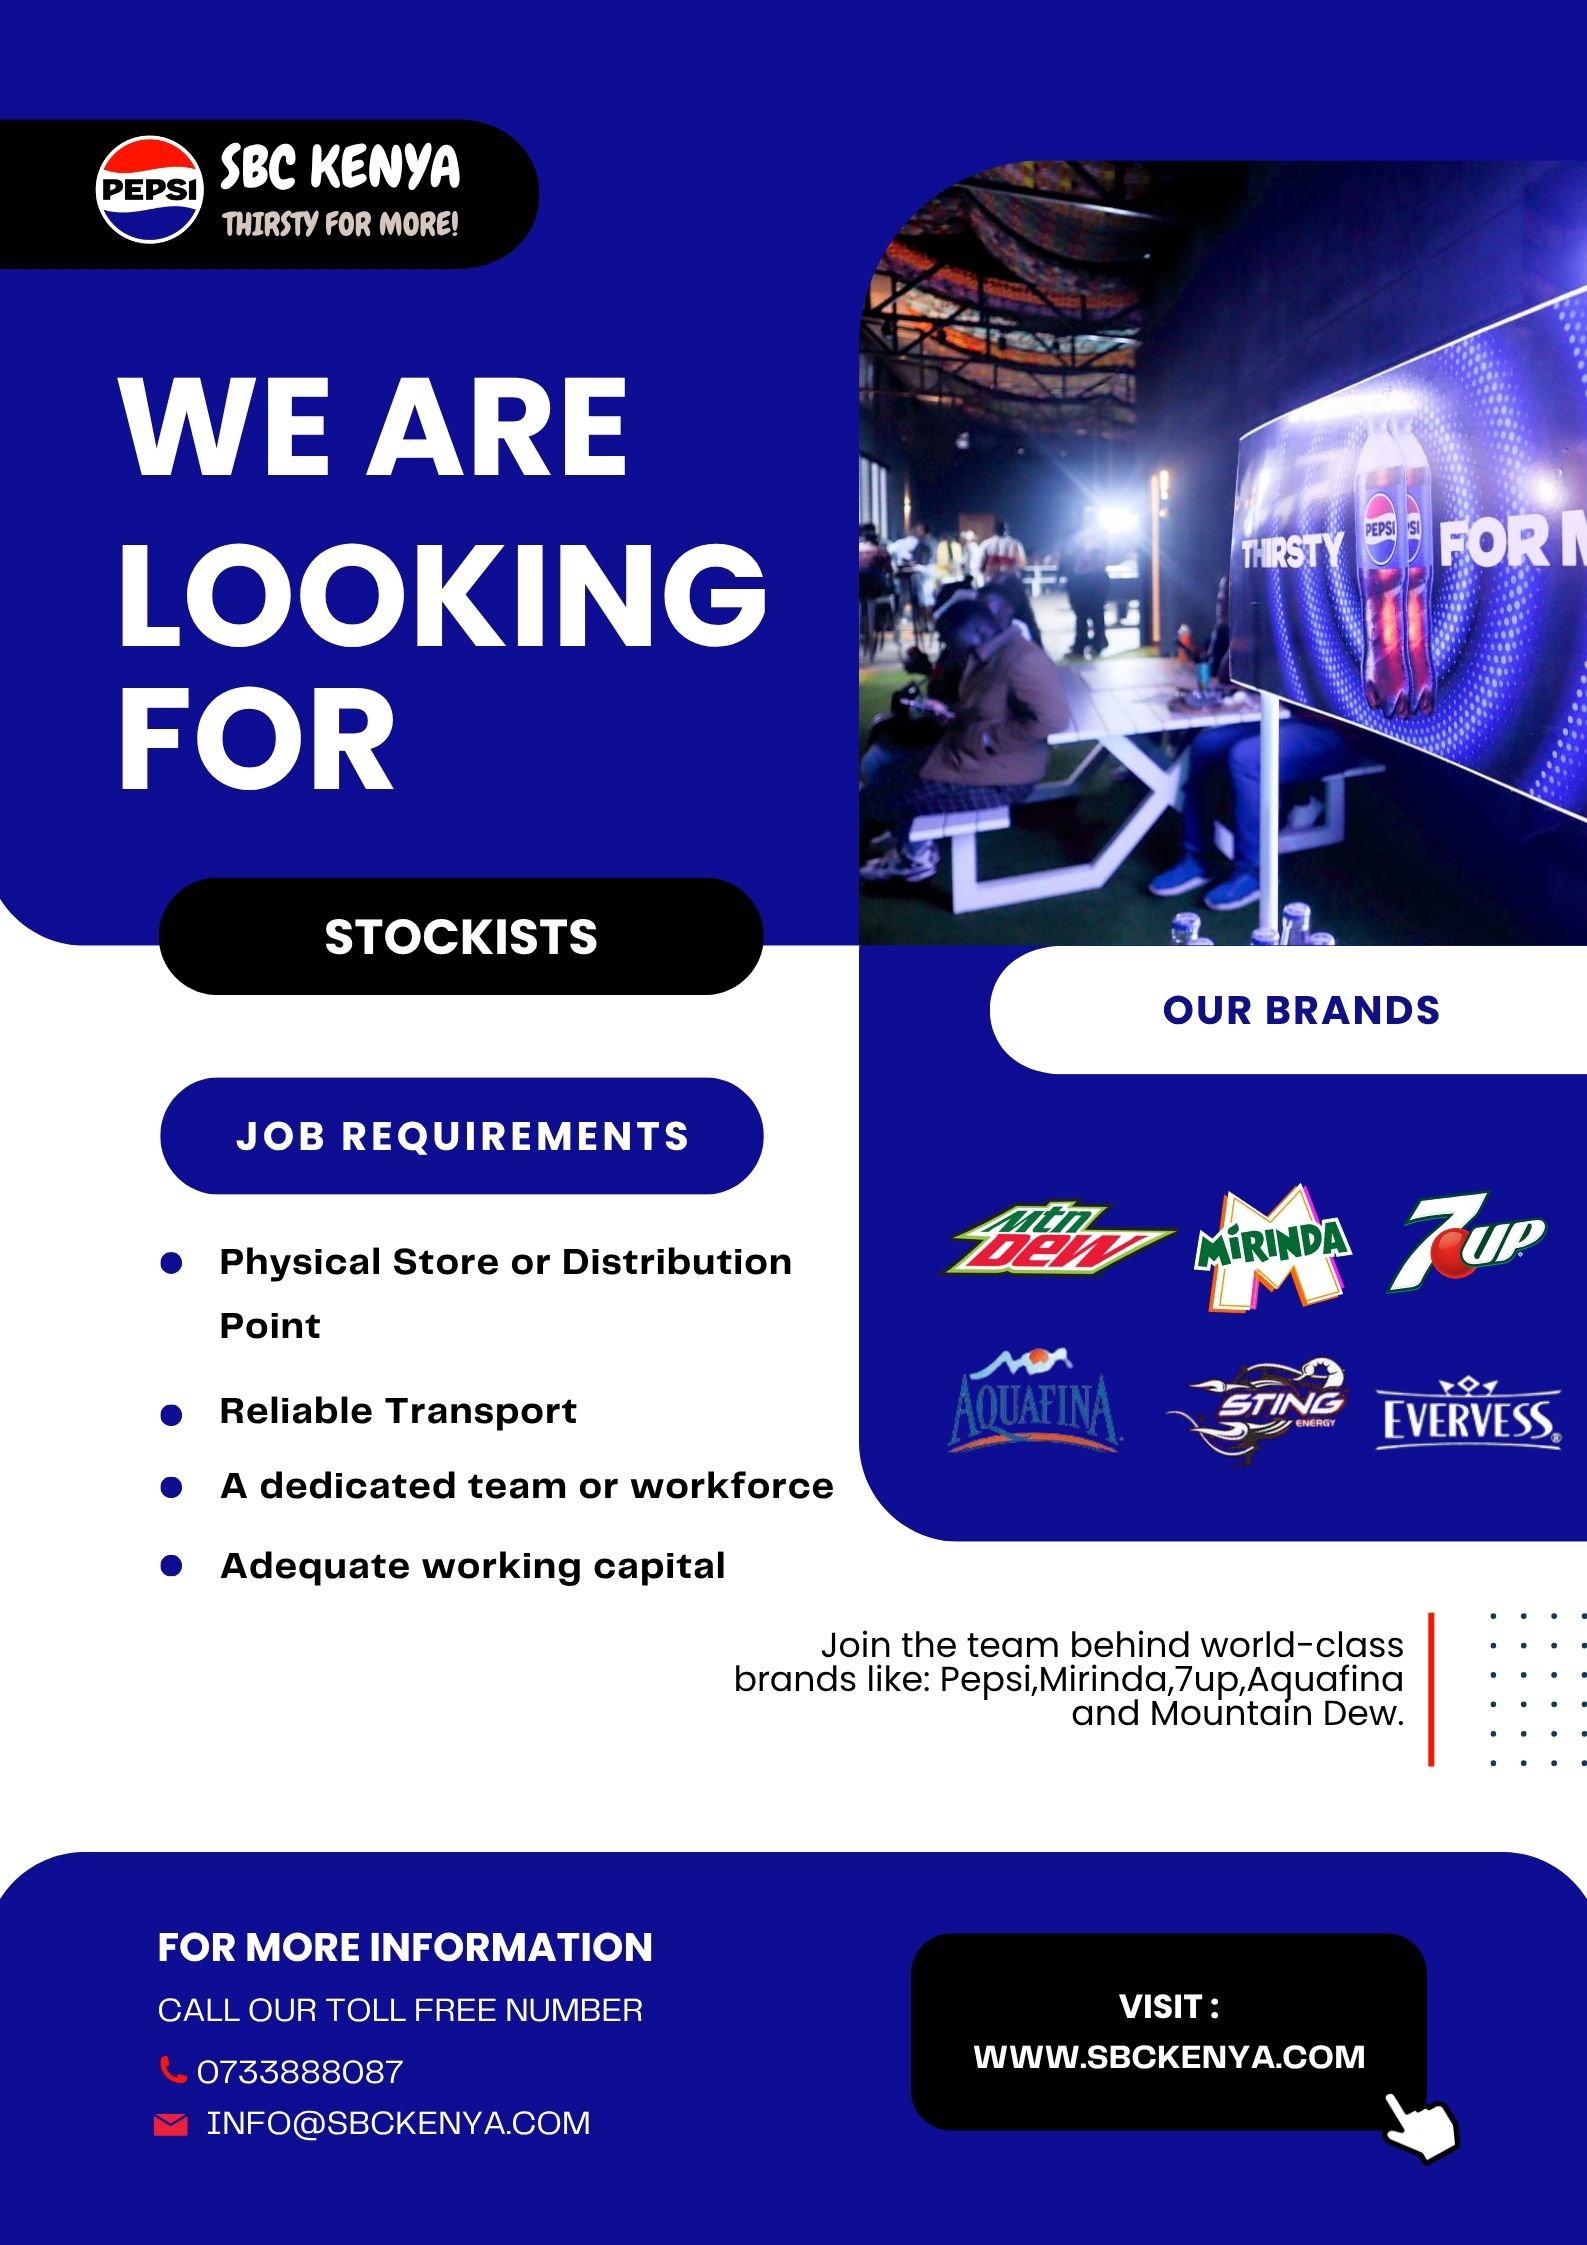 PEPSI
SBC KENYA
THIRSTY FOR MORE!
WE ARE
LOOKING
FOR
THIRSTY
PEPSI
PSI
FOR M
STOCKISTS
OUR BRANDS
JOB REQUIREMENTS
Physical Store or Distribution
Point
Reliable Transport
A dedicated team or workforce
Adequate working capital
Mtn
Dew
MiRINDA
7UP
AQUAFINA
STING
ENERGY
EVERVESS®
Join the team behind world-class
brands like: Pepsi,Mirinda,7up,Aquafina
and Mountain Dew.
FOR MORE INFORMATION
CALL OUR TOLL FREE NUMBER
0733888087
INFO@SBCKENYA.COM
VISIT :
WWW.SBCKENYA.COM